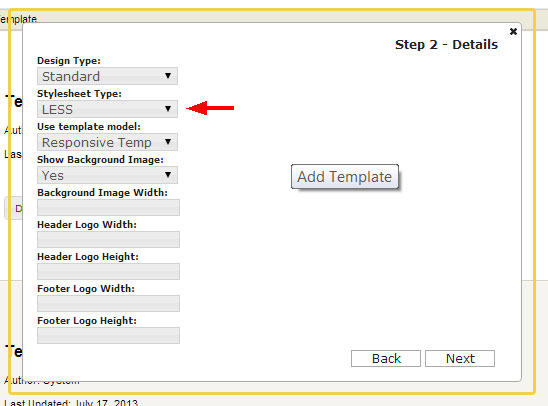 emplate
Step 2 - Details
Design Type:
Standard
Stylesheet Type:
LESS
Use template model:
Responsive Temp
Show Background Image:
Yes
Background Image Width:
Header Logo Width:
Header Logo Height:
Footer Logo Width:
Footer Logo Height:
Add Template
Back
Next
Te
Aut
Las
D
Te
Author: System
Last Updated: July 17, 2013